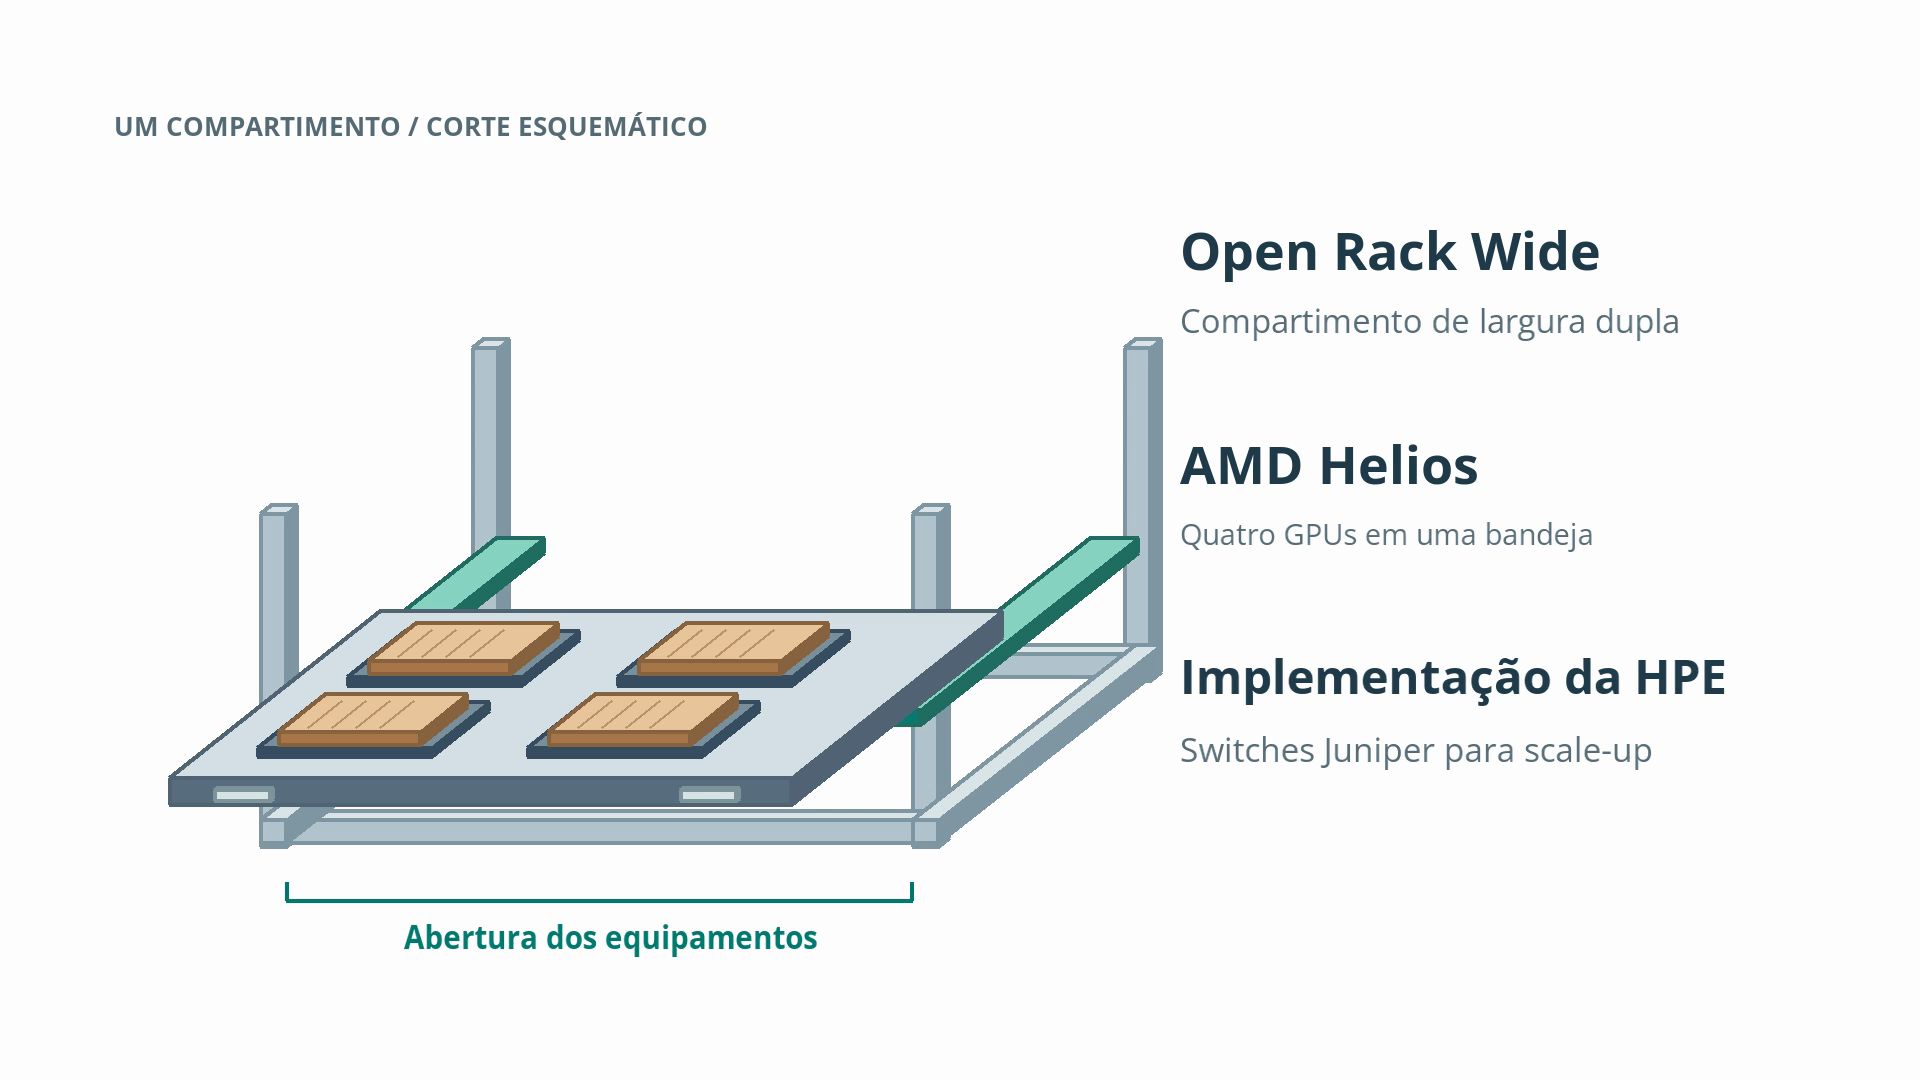 UM COMPARTIMENTO / CORTE ESQUEMÁTICO
Open Rack Wide
Compartimento de largura dupla
AMD Helios
Quatro GPUs em uma bandeja
Implementação da HPE
Switches Juniper para scale-up
Abertura dos equipamentos